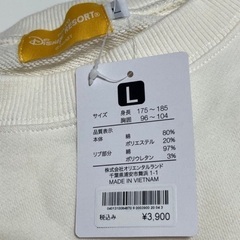 Disney RESORT
L
サイズ 身長 175～185
胸囲 96～104
品質表示 綿 80%
本体 ポリエステル 20%
リブ部分 綿 97%
ポリウレタン 3%
株式会社オリエンタルランド
千葉県浦安市舞浜 1-1
MADE IN VIETNAM
税込み ¥3,900